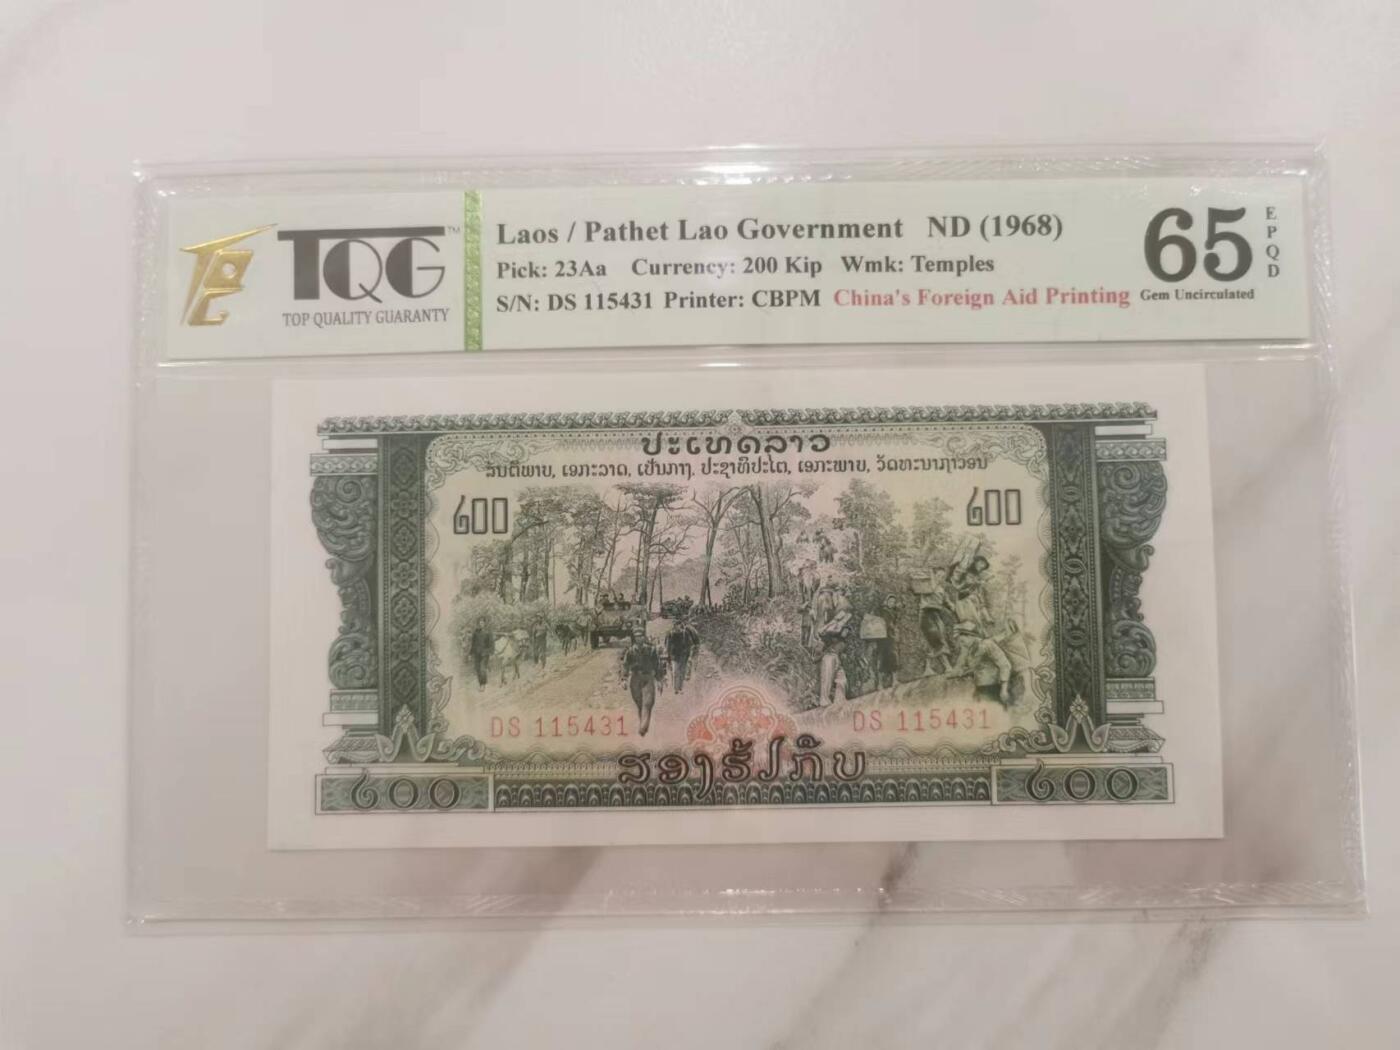 TQG™
TOP QUALITY GUARANTY
Laos / Pathet Lao Government ND (1968)
Pick: 23Aa Currency: 200 Kip Wmk: Temples
S/N: DS 115431 Printer: CBPM China's Foreign Aid Printing
65
EPQD
Gem Uncirculated
ປະເທດລາວ
ສັນຕິພາບ, ເອກະລາດ, ເປັນກາງ, ປະຊາທິປະໄຕ, ເອກະພາບ, ວັດທະນາຖາວອນ
໒00 ໒00
DS 115431 DS 115431
ສອງຮ້ອຍກີບ
໒໐໐ ໒໐໐